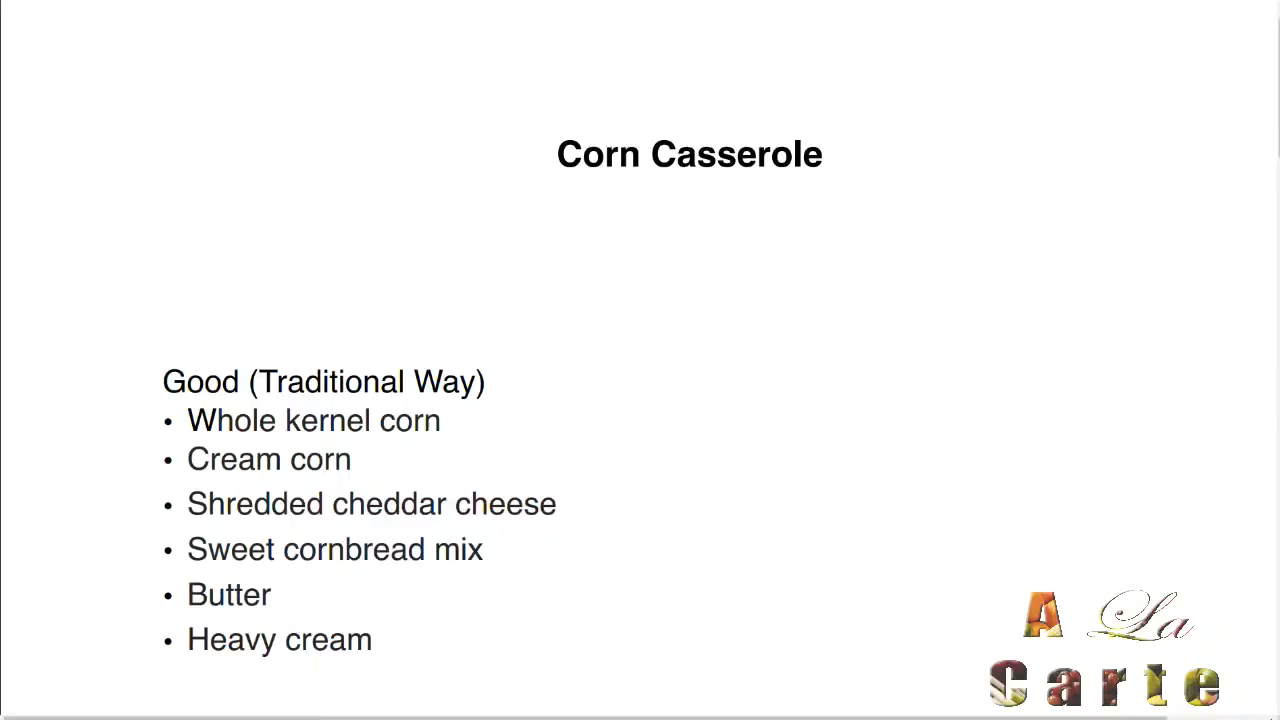 Corn Casserole
Good (Traditional Way)
• Whole kernel corn
• Cream corn
• Shredded cheddar cheese
• Sweet cornbread mix
• Butter
• Heavy cream
A La
Carte